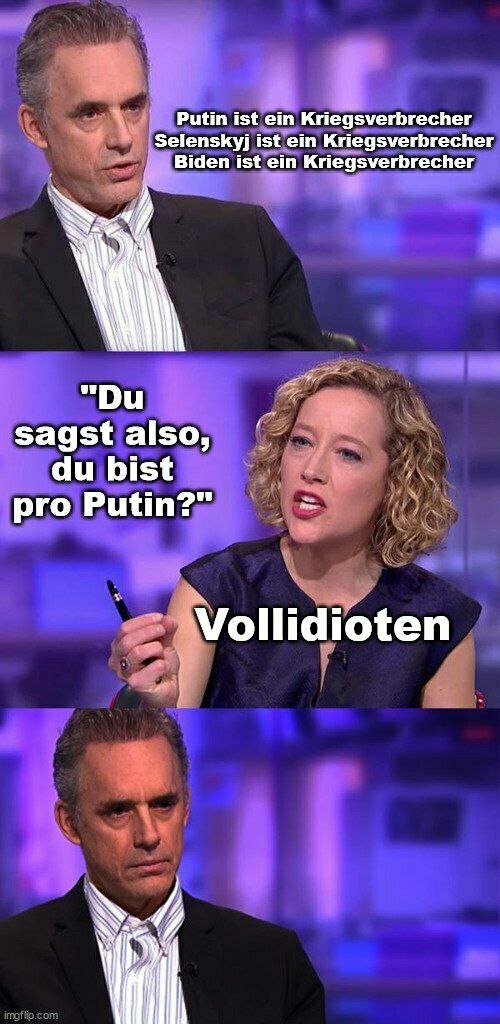 Putin ist ein Kriegsverbrecher
Selenskyj ist ein Kriegsverbrecher
Biden ist ein Kriegsverbrecher
"Du
sagst also,
du bist
pro Putin?"
Vollidioten
imgflip.com